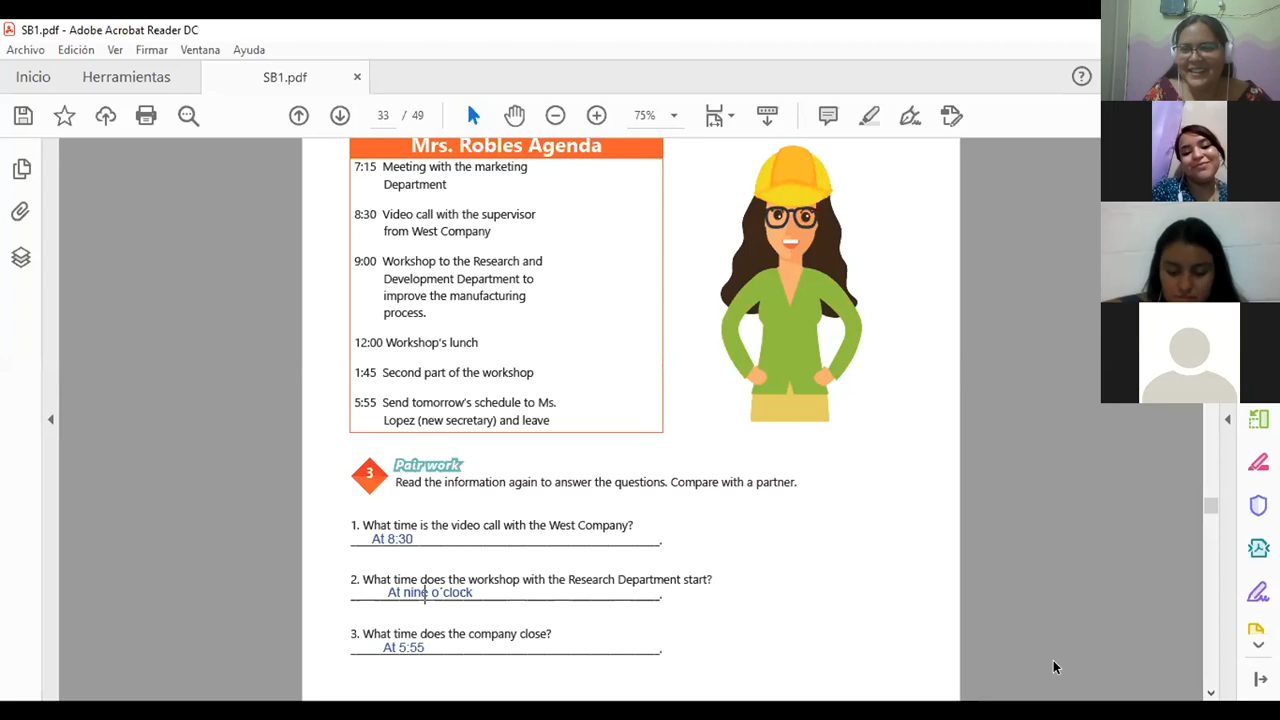 SB1.pdf - Adobe Acrobat Reader DC
Archivo Edición Ver Firmar Ventana Ayuda
Inicio Herramientas SB1.pdf ×
33 / 49 75%
Mrs. Robles Agenda
7:15 Meeting with the marketing
Department
8:30 Video call with the supervisor
from West Company
9:00 Workshop to the Research and
Development Department to
improve the manufacturing
process.
12:00 Workshop's lunch
1:45 Second part of the workshop
5:55 Send tomorrow's schedule to Ms.
Lopez (new secretary) and leave
3 Pair work
Read the information again to answer the questions. Compare with a partner.
1. What time is the video call with the West Company?
At 8:30
2. What time does the workshop with the Research Department start?
At nine o´clock
3. What time does the company close?
At 5:55